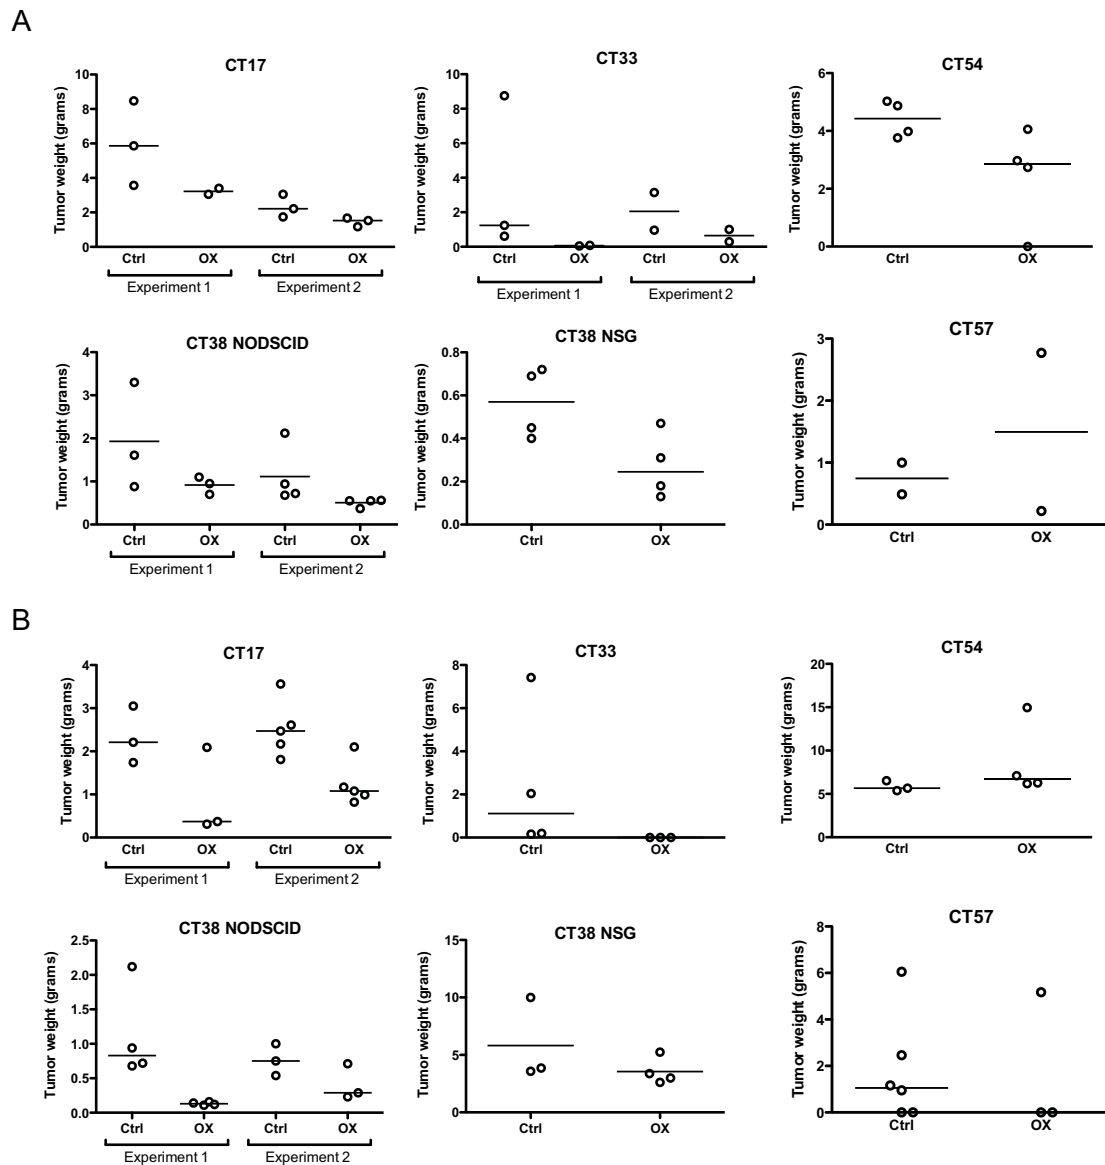 A
CT17
Tumor weight (grams)
10
8
6
4
2
0
Ctrl OX Ctrl OX
Experiment 1 Experiment 2
CT33
Tumor weight (grams)
10
8
6
4
2
0
Ctrl OX Ctrl OX
Experiment 1 Experiment 2
CT54
Tumor weight (grams)
6
4
2
0
Ctrl OX
CT38 NODSCID
Tumor weight (grams)
4
3
2
1
0
Ctrl OX Ctrl OX
Experiment 1 Experiment 2
CT38 NSG
Tumor weight (grams)
0.8
0.6
0.4
0.2
0.0
Ctrl OX
CT57
Tumor weight (grams)
3
2
1
0
Ctrl OX
B
CT17
Tumor weight (grams)
4
3
2
1
0
Ctrl OX Ctrl OX
Experiment 1 Experiment 2
CT33
Tumor weight (grams)
8
6
4
2
0
Ctrl OX
CT54
Tumor weight (grams)
20
15
10
5
0
Ctrl OX
CT38 NODSCID
Tumor weight (grams)
2.5
2.0
1.5
1.0
0.5
0.0
Ctrl OX Ctrl OX
Experiment 1 Experiment 2
CT38 NSG
Tumor weight (grams)
15
10
5
0
Ctrl OX
CT57
Tumor weight (grams)
8
6
4
2
0
Ctrl OX